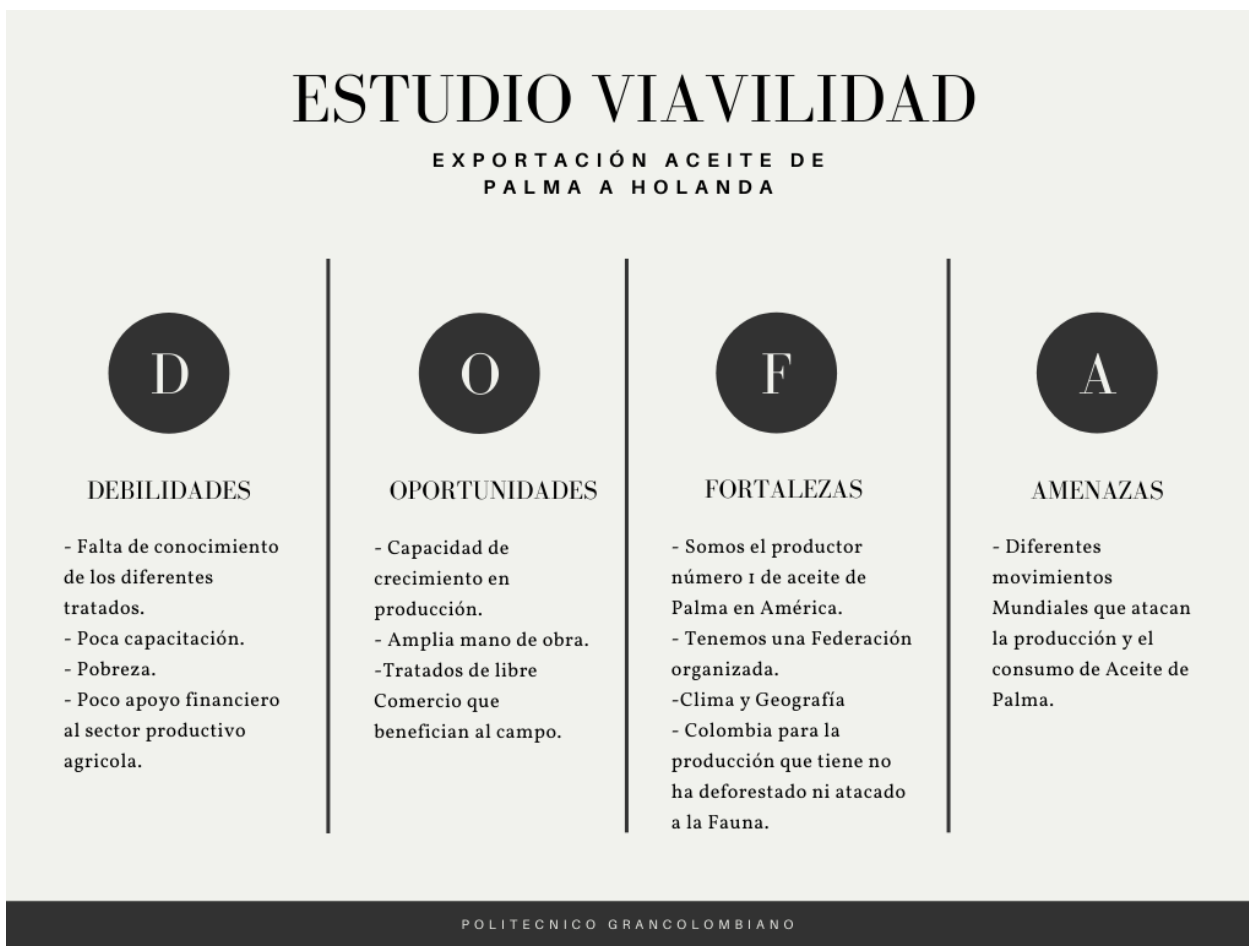 ESTUDIO VIAVILIDAD
EXPORTACIÓN ACEITE DE
PALMA A HOLANDA
D
DEBILIDADES
- Falta de conocimiento
de los diferentes
tratados.
- Poca capacitación.
- Pobreza.
- Poco apoyo financiero
al sector productivo
agricola.
O
OPORTUNIDADES
- Capacidad de
crecimiento en
producción.
- Amplia mano de obra.
-Tratados de libre
Comercio que
benefician al campo.
F
FORTALEZAS
- Somos el productor
número 1 de aceite de
Palma en América.
- Tenemos una Federación
organizada.
-Clima y Geografía
- Colombia para la
producción que tiene no
ha deforestado ni atacado
a la Fauna.
A
AMENAZAS
- Diferentes
movimientos
Mundiales que atacan
la producción y el
consumo de Aceite de
Palma.
POLITECNICO GRANCOLOMBIANO